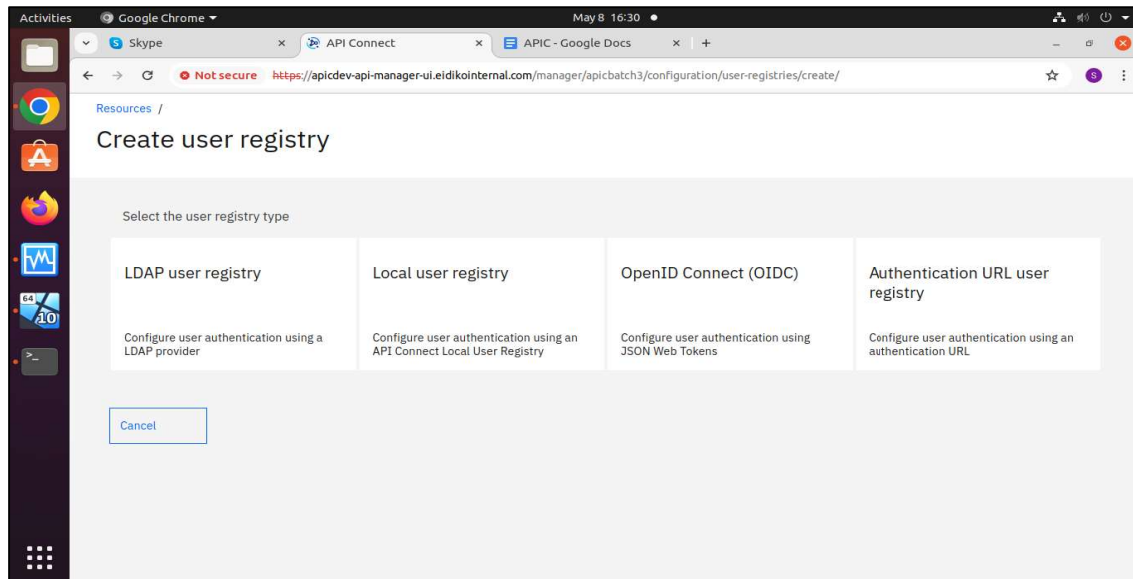 Activities
Google Chrome
May 8 16:30
S Skype
API Connect
APIC - Google Docs
Not secure
https://apicdev-api-manager-ui.eidikointernal.com/manager/apicbatch3/configuration/user-registries/create/
S
Resources /
Create user registry
Select the user registry type
LDAP user registry
Configure user authentication using a
LDAP provider
Local user registry
Configure user authentication using an
API Connect Local User Registry
OpenID Connect (OIDC)
Configure user authentication using
JSON Web Tokens
Authentication URL user
registry
Configure user authentication using an
authentication URL
Cancel
64
10
>_